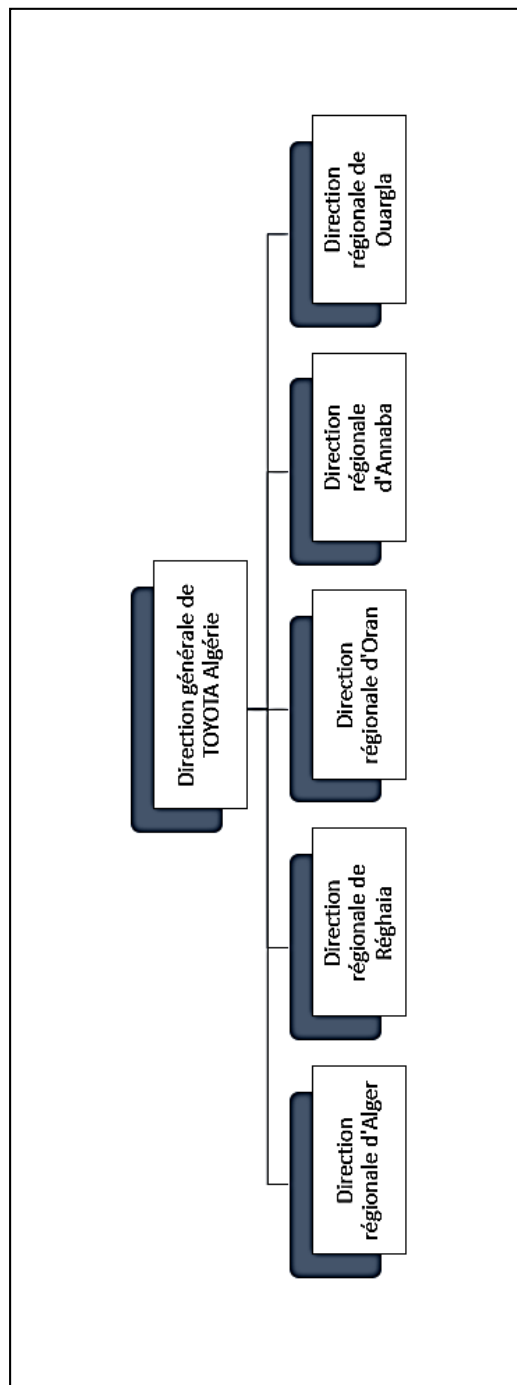 Direction générale de
TOYOTA Algérie
Direction
régionale d'Alger
Direction
régionale de
Réghaia
Direction
régionale d'Oran
Direction
régionale
d'Annaba
Direction
régionale de
Ouargla